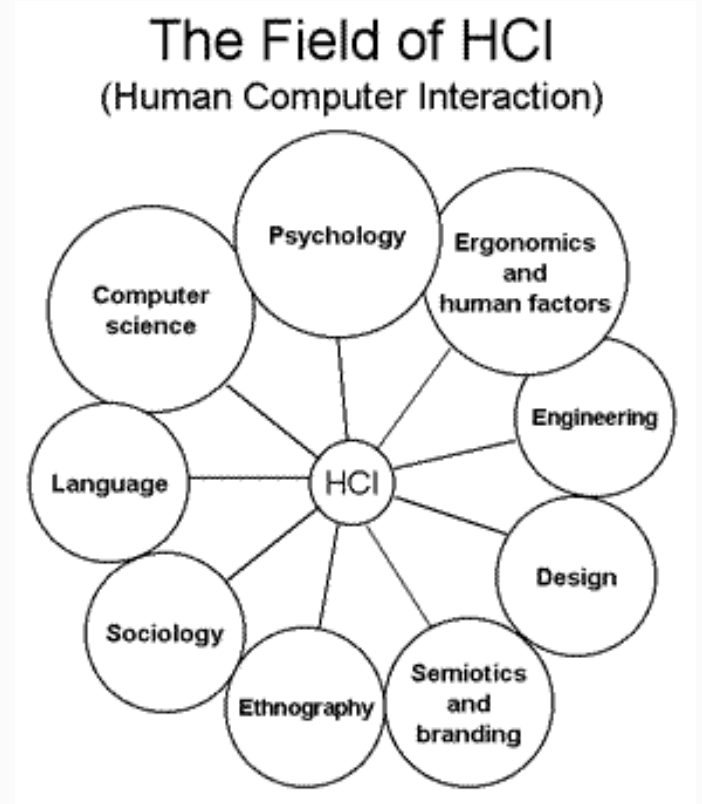 The Field of HCI
(Human Computer Interaction)
Psychology
Ergonomics
and
human factors
Computer
science
Engineering
Language
HCI
Design
Sociology
Semiotics
and
branding
Ethnography